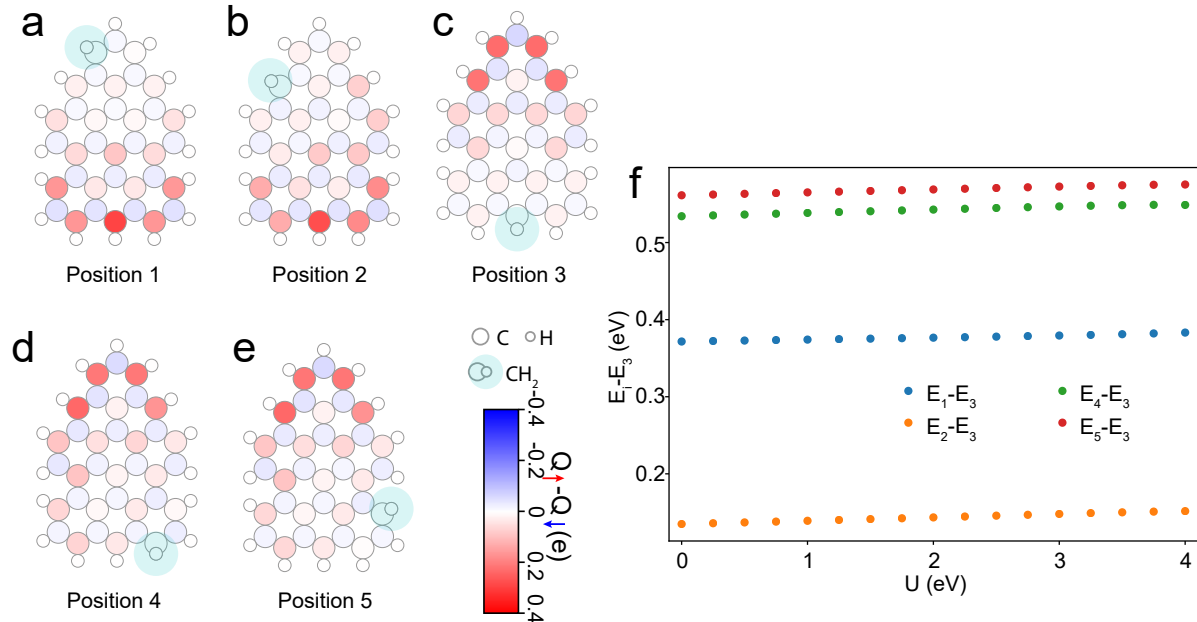 a
b
c
Position 1
Position 2
Position 3
d
e
C H
CH2
-0.4
-0.2
0
0.2
0.4
Q→-Q←(e)
Position 4
Position 5
f
Ei-E3 (eV)
0.5
0.4
0.3
0.2
E1-E3
E2-E3
E4-E3
E5-E3
0 1 2 3 4
U (eV)